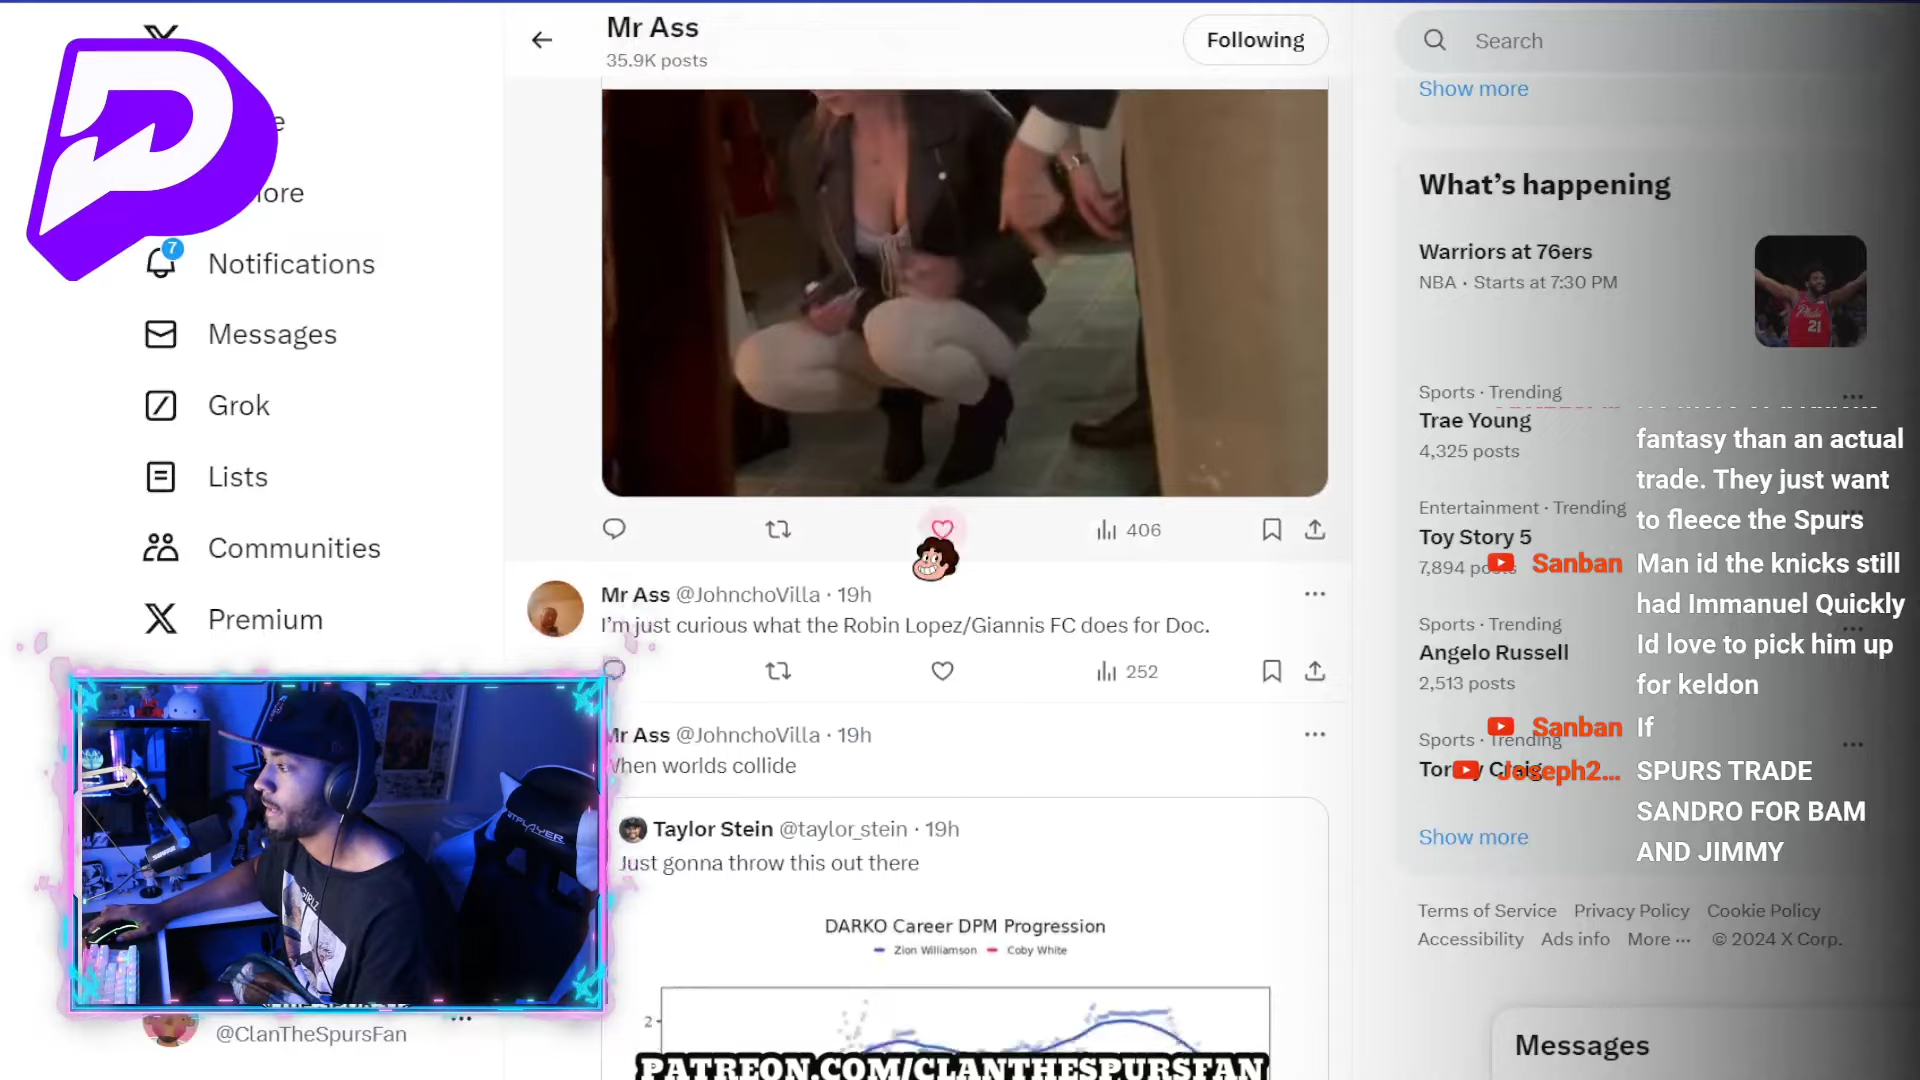 Mr Ass
35.9K posts
Following
Search
Show more
What's happening
Warriors at 76ers
NBA · Starts at 7:30 PM
Sports · Trending
Trae Young
4,325 posts
Entertainment · Trending
Toy Story 5
7,894
Sports · Trending
Angelo Russell
2,513 posts
Sports · Trending
Show more
Terms of Service Privacy Policy Cookie Policy
Accessibility Ads info More ··· © 2024 X Corp.
Messages
7
Notifications
Messages
Grok
Lists
Communities
Premium
@ClanTheSpursFan
406
Mr Ass @JohnchoVilla · 19h
I'm just curious what the Robin Lopez/Giannis FC does for Doc.
252
Mr Ass @JohnchoVilla · 19h
When worlds collide
Taylor Stein @taylor_stein · 19h
Just gonna throw this out there
DARKO Career DPM Progression
Zion Williamson Coby White
2
PATREON.COM/CLANTHESPURSFAN
fantasy than an actual
trade. They just want
to fleece the Spurs
Sanban Man id the knicks still
had Immanuel Quickly
Id love to pick him up
for keldon
Sanban If
Joseph2... SPURS TRADE
SANDRO FOR BAM
AND JIMMY